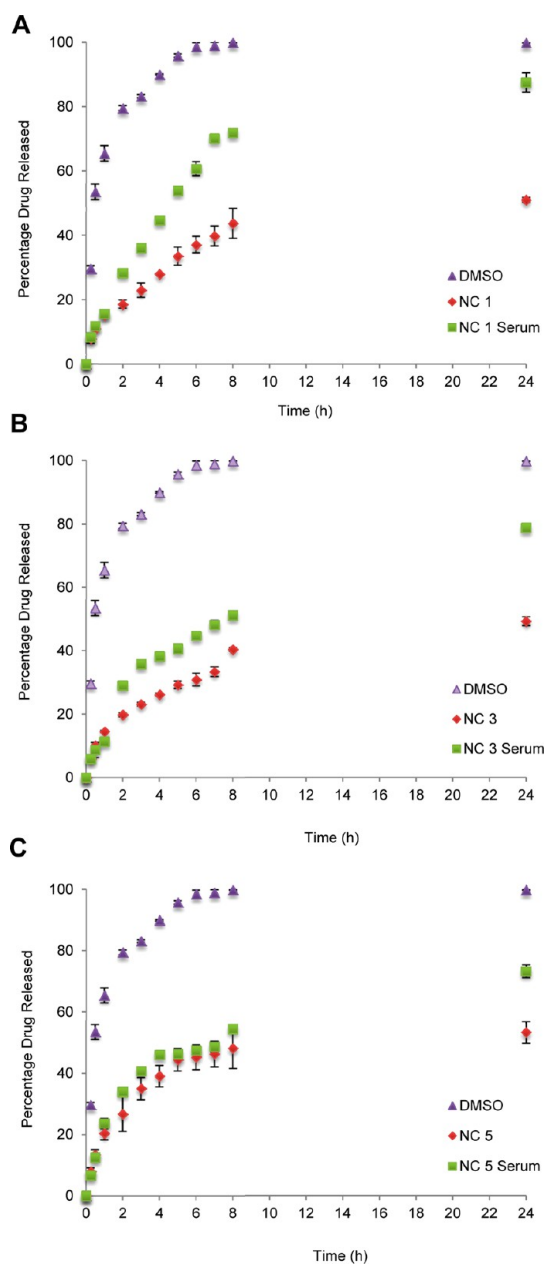 A
100
80
60
40
20
0
Percentage Drug Released
0 2 4 6 8 10 12 14 16 18 20 22 24
Time (h)
DMSO
NC 1
NC 1 Serum
B
100
80
60
40
20
0
Percentage Drug Released
0 2 4 6 8 10 12 14 16 18 20 22 24
Time (h)
DMSO
NC 3
NC 3 Serum
C
100
80
60
40
20
0
Percentage Drug Released
0 2 4 6 8 10 12 14 16 18 20 22 24
Time (h)
DMSO
NC 5
NC 5 Serum